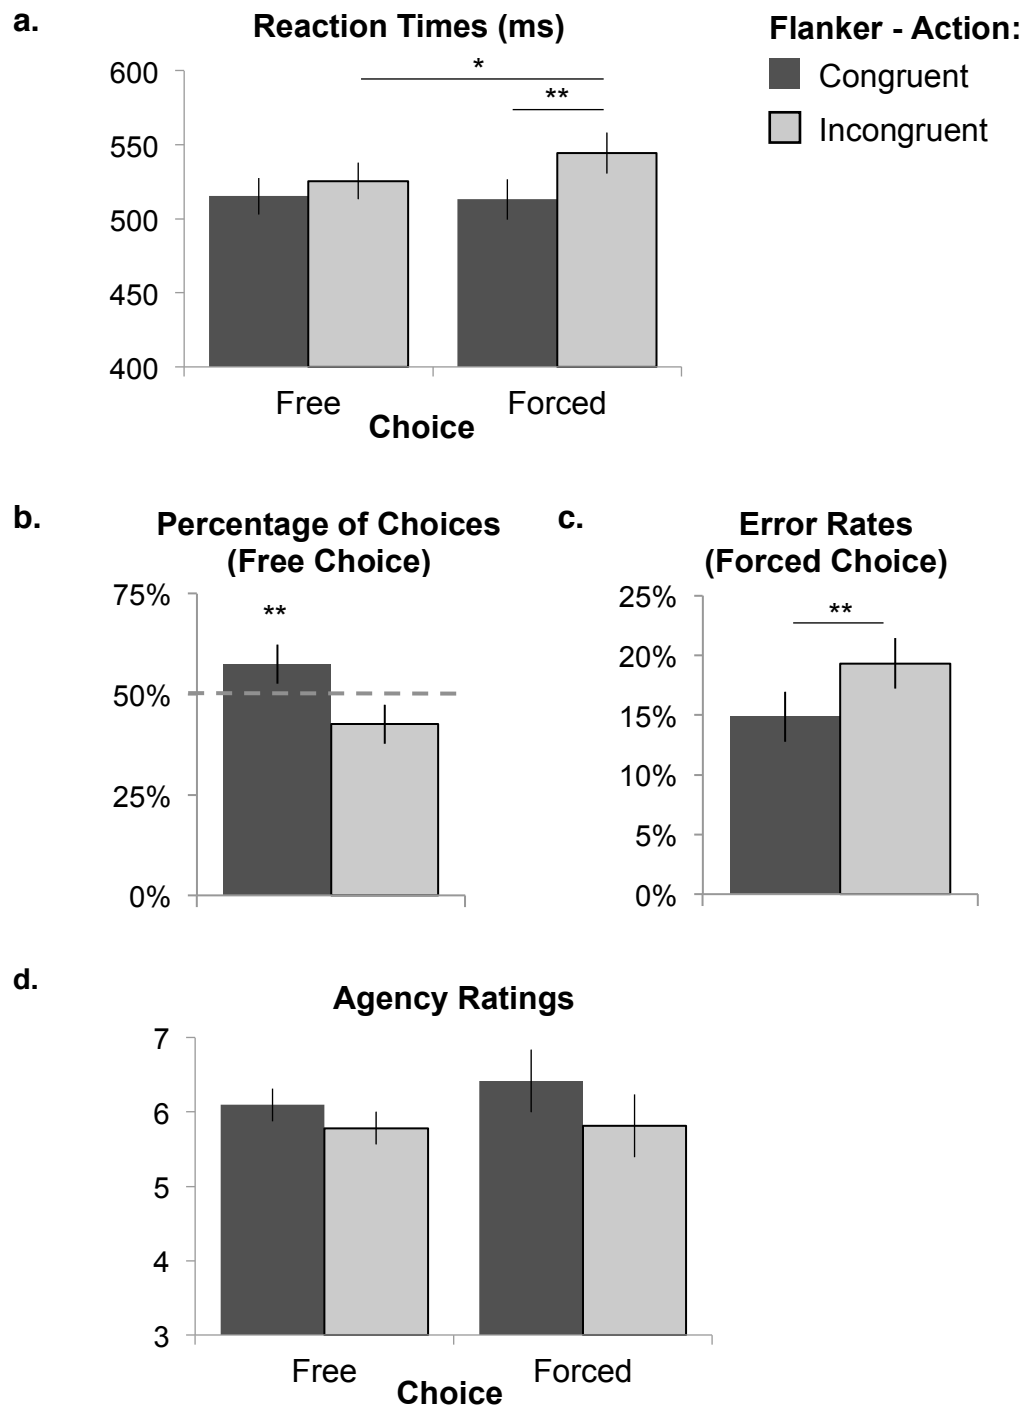 a.
Reaction Times (ms)
Flanker - Action:
Congruent
Incongruent
600
550
500
450
400
*
**
Free
Forced
Choice
b.
Percentage of Choices
(Free Choice)
75%
50%
25%
0%
**
c.
Error Rates
(Forced Choice)
25%
20%
15%
10%
5%
0%
**
d.
Agency Ratings
7
6
5
4
3
Free
Forced
Choice